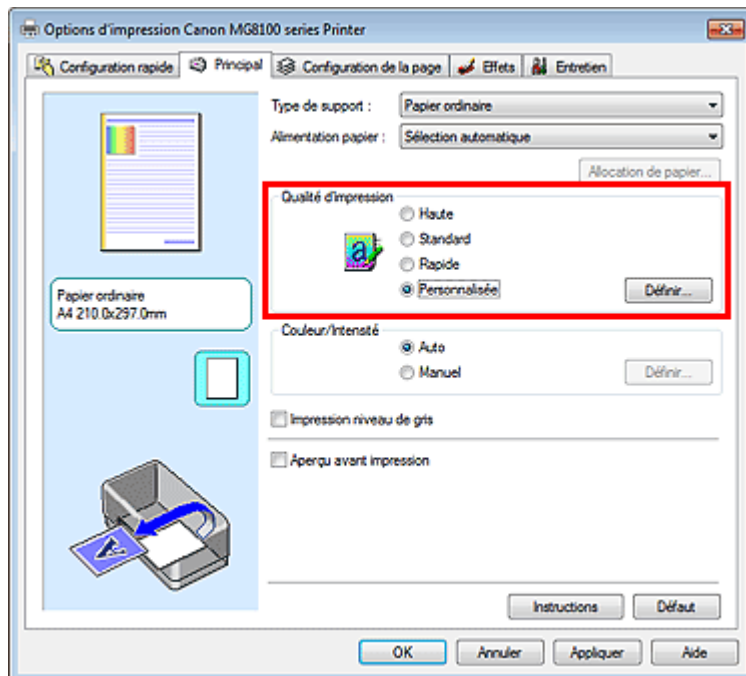 Options d'impression Canon MG8100 series Printer
Configuration rapide Principal Configuration de la page Effets Entretien
Type de support : Papier ordinaire
Alimentation papier : Sélection automatique
Allocation de papier...
Qualité d'impression
Haute
Standard
Rapide
Personnalisée Définir...
Papier ordinaire
A4 210.0x297.0mm
Couleur/Intensité
Auto
Manuel Définir...
Impression niveau de gris
Aperçu avant impression
Instructions Défaut
OK Annuler Appliquer Aide